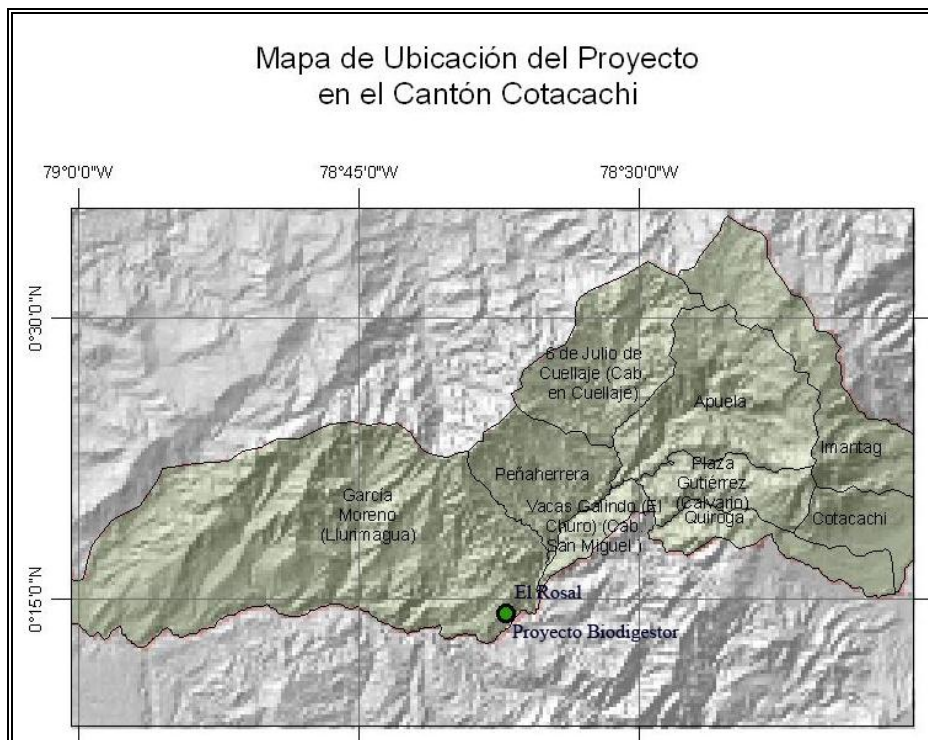 Mapa de Ubicación del Proyecto
en el Cantón Cotacachi
79°0'0"W
78°45'0"W
78°30'0"W
0°30'0"N
0°15'0"N
6 de Julio de
Cuellaje (Cab.
en Cuellaje)
Apuela
Imantag
Peñaherrera
Plaza
Gutiérrez
(Calvario)
García
Moreno
(Llurimagua)
Vacas Galindo (El
Churo) (Cab
San Miguel )
Quiroga
Cotacachi
El Rosal
Proyecto Biodigestor